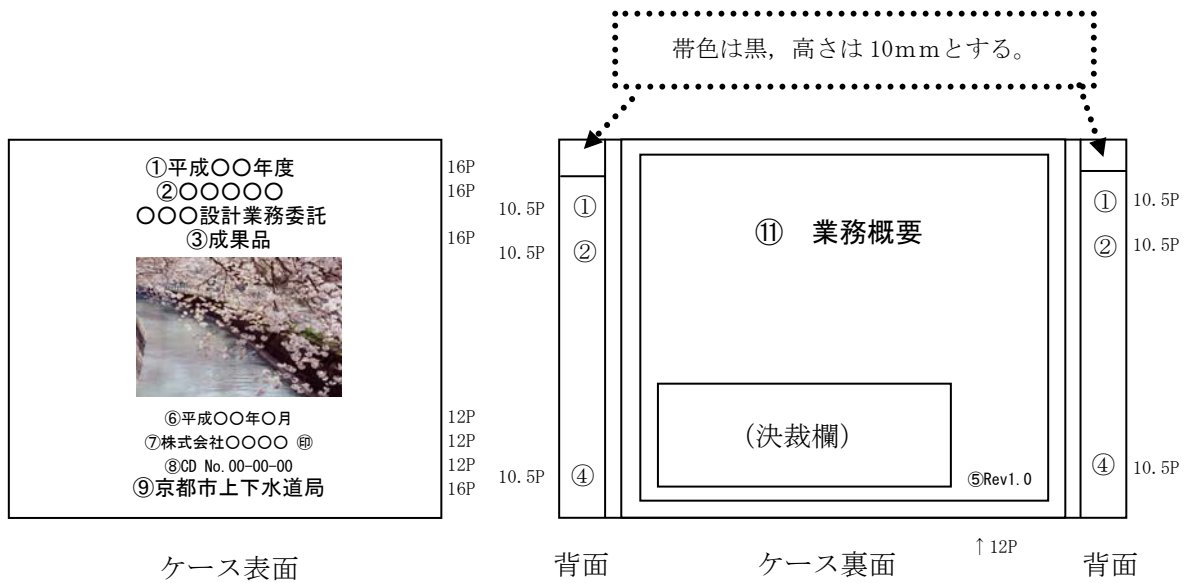 帯色は黒，高さは 10mmとする。
①平成〇〇年度
16P
②〇〇〇〇〇
16P
〇〇〇設計業務委託
③成果品
16P
⑥平成〇〇年〇月
12P
⑦株式会社〇〇〇〇 ㊞
12P
⑧CD No.00-00-00
12P
⑨京都市上下水道局
16P
ケース表面
10.5P ①
10.5P ②
10.5P ④
背面
⑪ 業務概要
(決裁欄)
⑤Rev1.0
↑12P
ケース裏面
① 10.5P
② 10.5P
④ 10.5P
背面